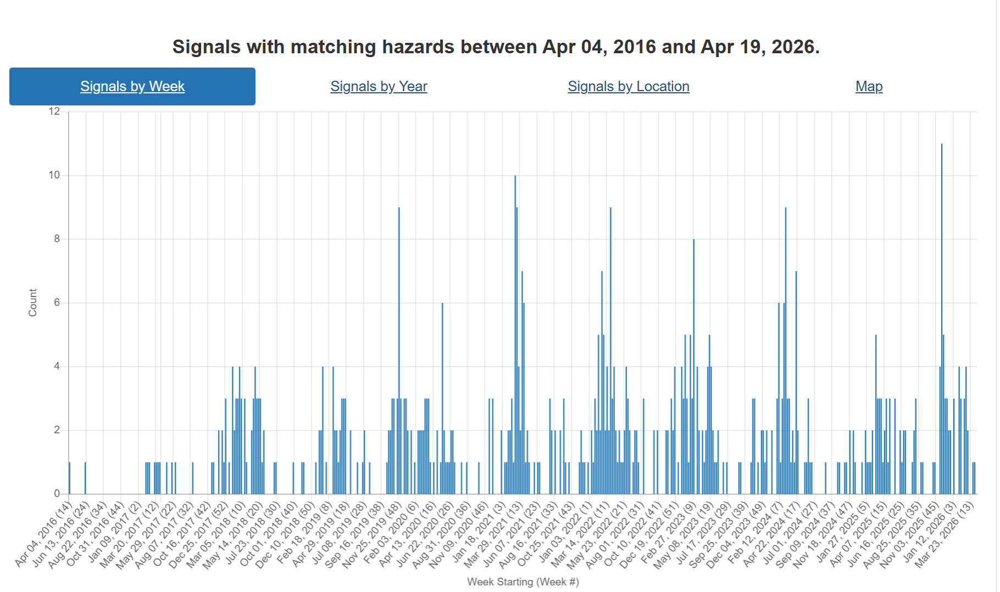 Signals with matching hazards between Apr 04, 2016 and Apr 19, 2026.
Signals by Week
Signals by Year
Signals by Location
Map
12
10
8
6
4
2
0
Count
Apr 04, 2016 (14)
Jun 13, 2016 (24)
Aug 22, 2016 (34)
Oct 31, 2016 (44)
Jan 09, 2017 (2)
Mar 20, 2017 (12)
May 29, 2017 (22)
Aug 07, 2017 (32)
Oct 16, 2017 (42)
Dec 25, 2017 (52)
Mar 05, 2018 (10)
May 14, 2018 (20)
Jul 23, 2018 (30)
Oct 01, 2018 (40)
Dec 10, 2018 (50)
Feb 18, 2019 (8)
Apr 29, 2019 (18)
Jul 08, 2019 (28)
Sep 16, 2019 (38)
Nov 25, 2019 (48)
Feb 03, 2020 (6)
Apr 13, 2020 (16)
Jun 22, 2020 (26)
Aug 31, 2020 (36)
Nov 09, 2020 (46)
Jan 18, 2021 (3)
Mar 29, 2021 (13)
Jun 07, 2021 (23)
Aug 16, 2021 (33)
Oct 25, 2021 (43)
Jan 03, 2022 (1)
Mar 14, 2022 (11)
May 23, 2022 (21)
Aug 01, 2022 (31)
Oct 10, 2022 (41)
Dec 19, 2022 (51)
Feb 27, 2023 (9)
May 08, 2023 (19)
Jul 17, 2023 (29)
Sep 25, 2023 (39)
Dec 04, 2023 (49)
Feb 12, 2024 (7)
Apr 22, 2024 (17)
Jul 01, 2024 (27)
Sep 09, 2024 (37)
Nov 18, 2024 (47)
Jan 27, 2025 (5)
Apr 07, 2025 (15)
Jun 16, 2025 (25)
Aug 25, 2025 (35)
Nov 03, 2025 (45)
Jan 12, 2026 (3)
Mar 23, 2026 (13)
Week Starting (Week #)